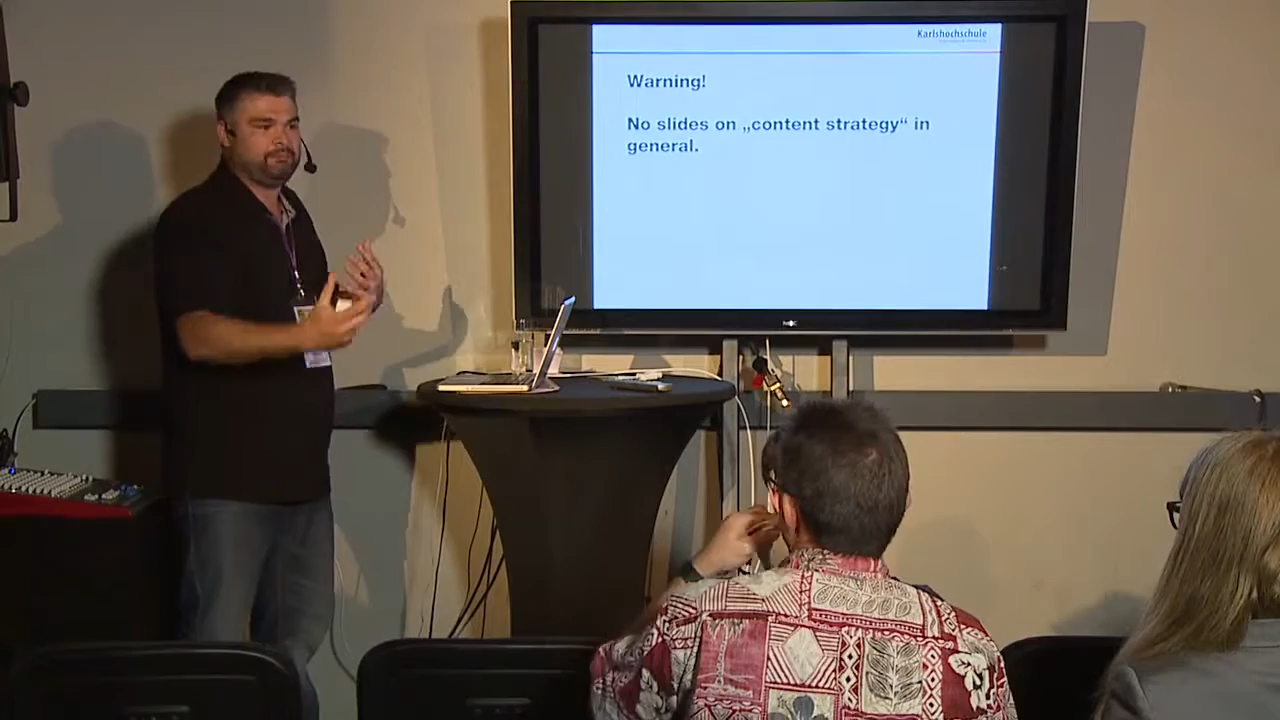 Karlshochschule
Warning!
No slides on „content strategy“ in
general.